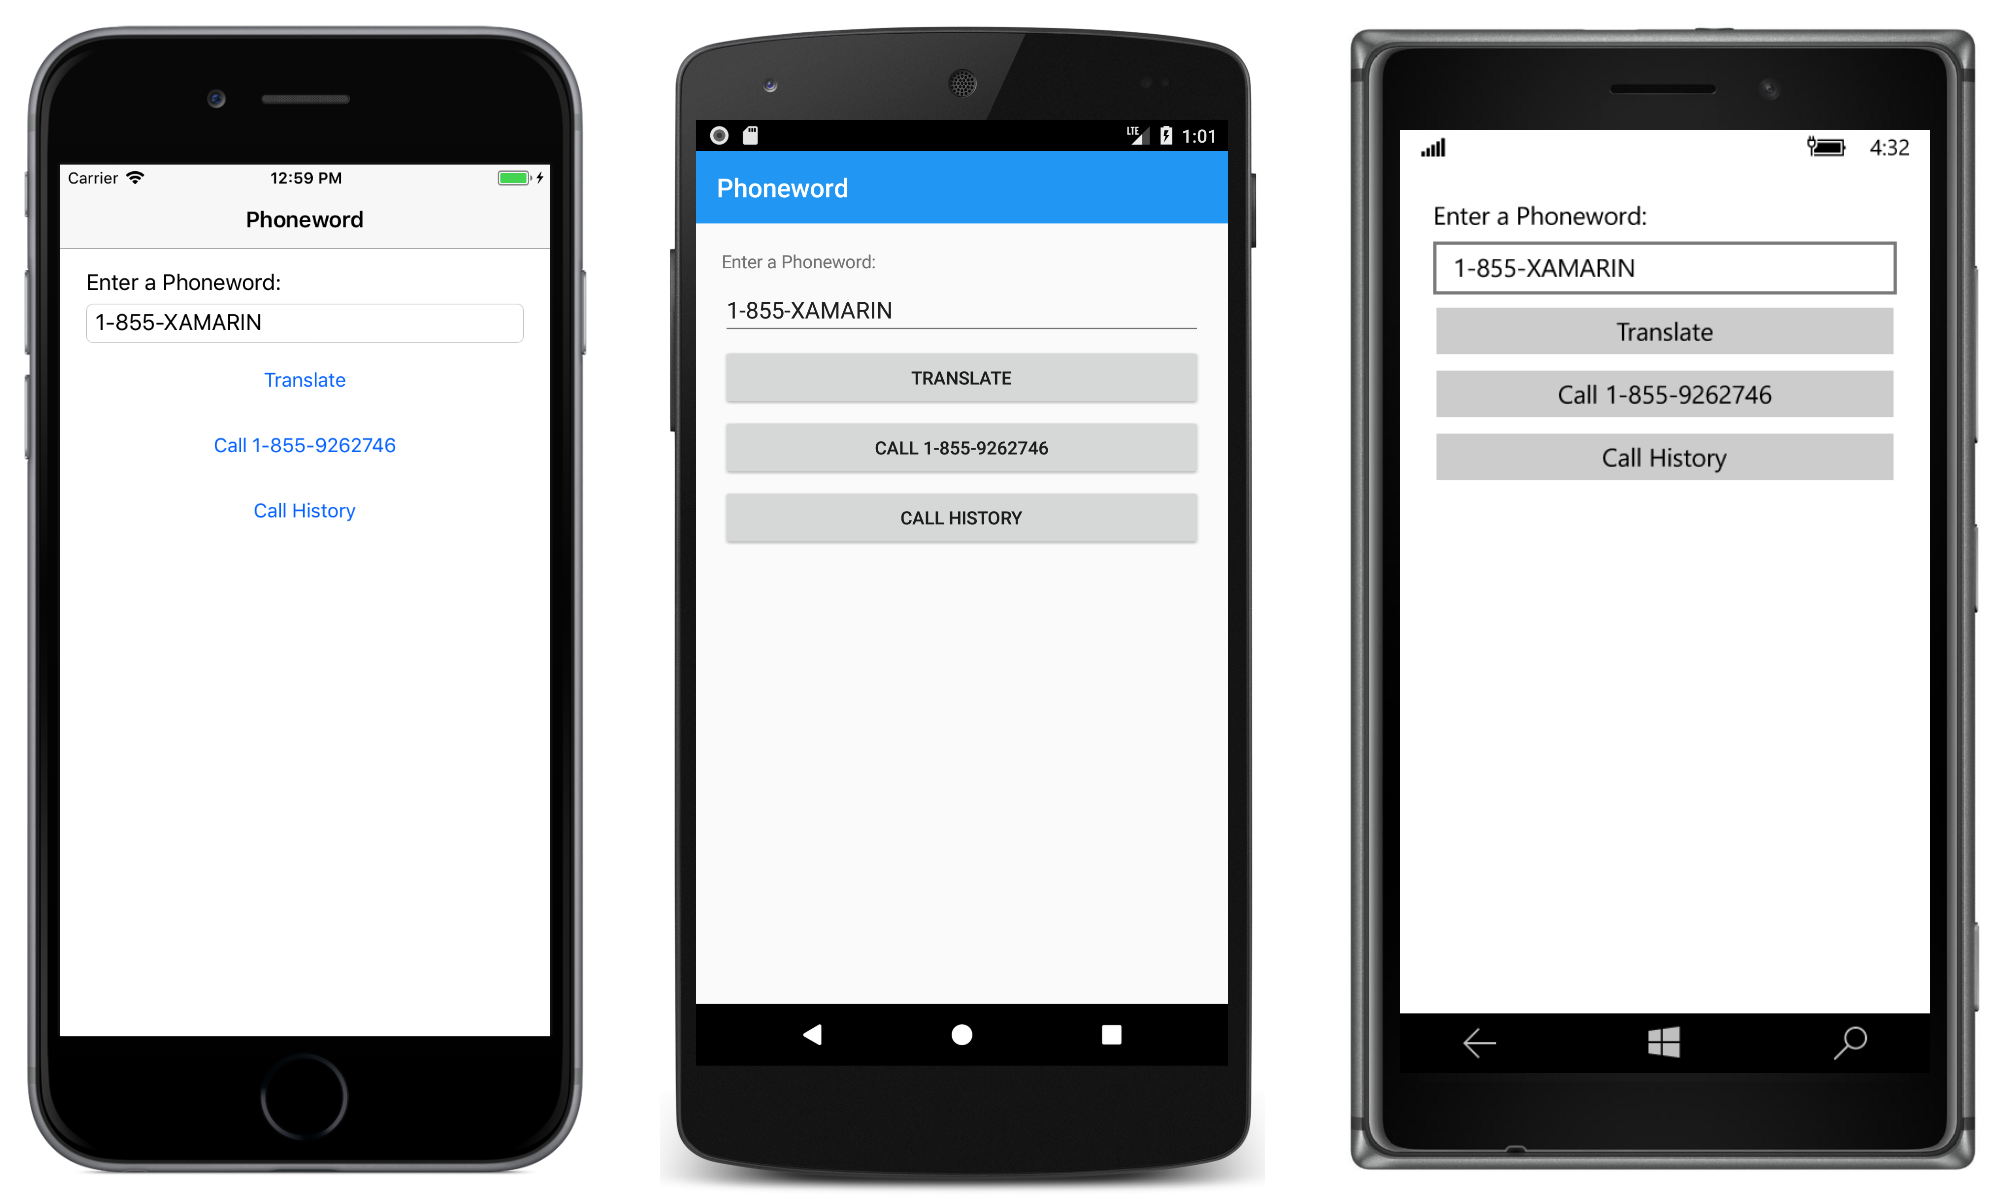 Carrier 12:59 PM
Phoneword
Enter a Phoneword:
1-855-XAMARIN
Translate
Call 1-855-9262746
Call History
LTE 1:01
Phoneword
Enter a Phoneword:
1-855-XAMARIN
TRANSLATE
CALL 1-855-9262746
CALL HISTORY
4:32
Enter a Phoneword:
1-855-XAMARIN
Translate
Call 1-855-9262746
Call History